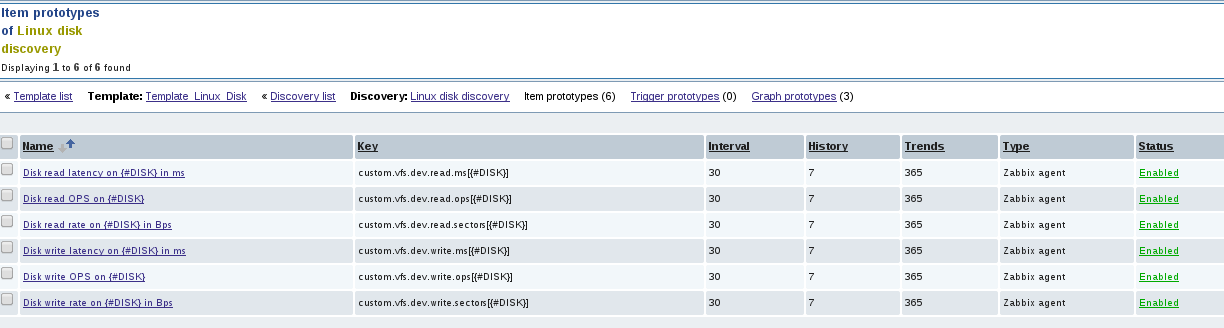 Item prototypes
of Linux disk
discovery
Displaying 1 to 6 of 6 found
« Template list Template: Template_Linux_Disk « Discovery list Discovery: Linux disk discovery Item prototypes (6) Trigger prototypes (0) Graph prototypes (3)
Name Key Interval History Trends Type Status
Disk read latency on {#DISK} in ms custom.vfs.dev.read.ms[{#DISK}] 30 7 365 Zabbix agent Enabled
Disk read OPS on {#DISK} custom.vfs.dev.read.ops[{#DISK}] 30 7 365 Zabbix agent Enabled
Disk read rate on {#DISK} in Bps custom.vfs.dev.read.sectors[{#DISK}] 30 7 365 Zabbix agent Enabled
Disk write latency on {#DISK} in ms custom.vfs.dev.write.ms[{#DISK}] 30 7 365 Zabbix agent Enabled
Disk write OPS on {#DISK} custom.vfs.dev.write.ops[{#DISK}] 30 7 365 Zabbix agent Enabled
Disk write rate on {#DISK} in Bps custom.vfs.dev.write.sectors[{#DISK}] 30 7 365 Zabbix agent Enabled